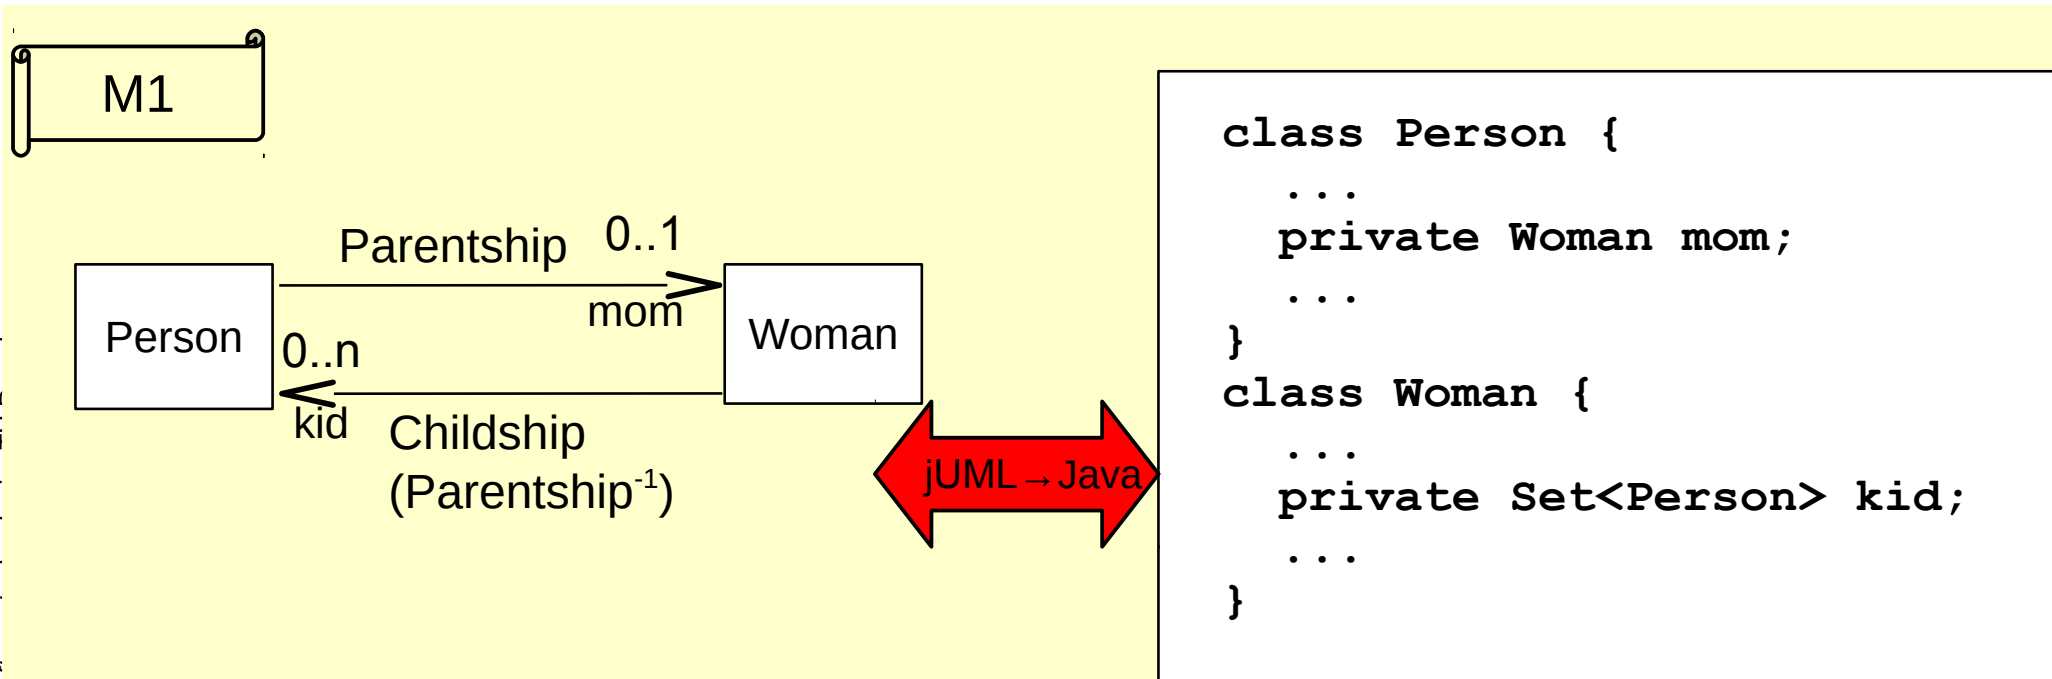 M1
Parentship 0..1
mom
Person
Woman
0..n
kid
Childship
(Parentship⁻¹)
jUML→Java
class Person {
...
private Woman mom;
...
}
class Woman {
...
private Set<Person> kid;
...
}